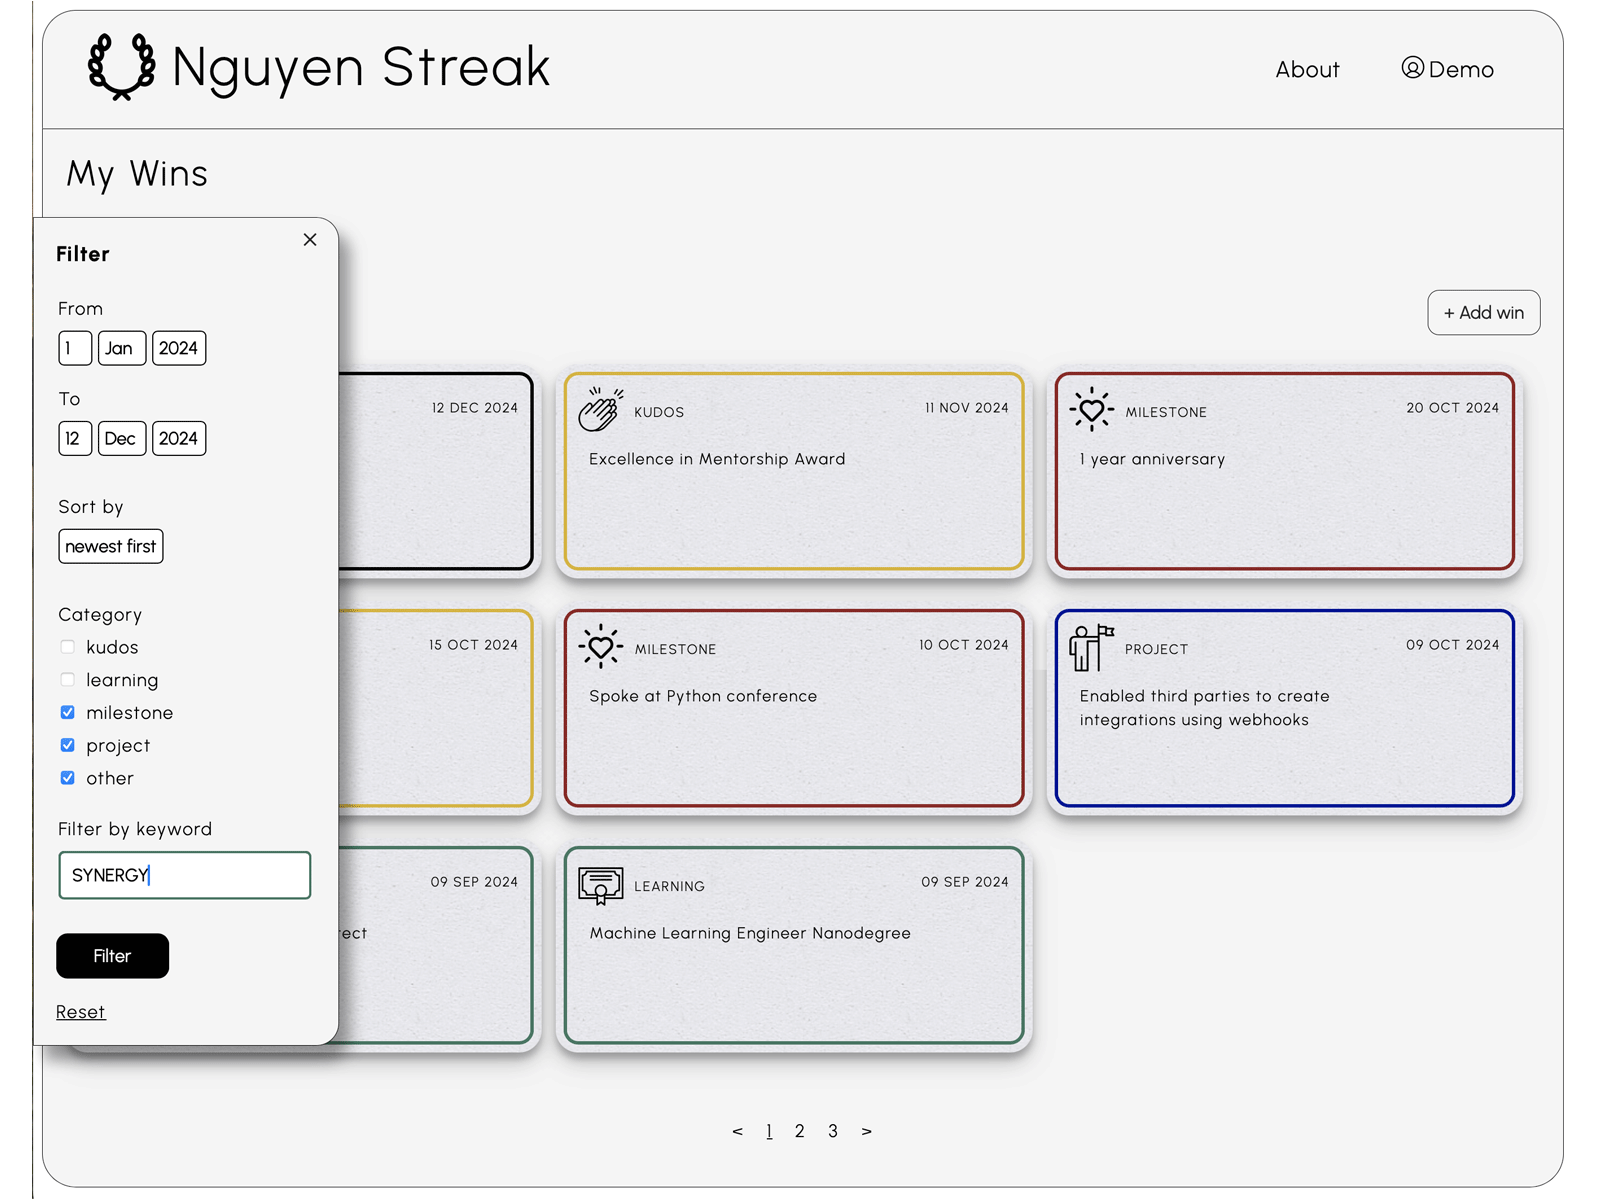 Nguyen Streak
About
Demo
My Wins
Filter
From
1 Jan 2024
To
12 Dec 2024
Sort by
newest first
Category
kudos
learning
milestone
project
other
Filter by keyword
SYNERGY
Filter
Reset
+ Add win
12 DEC 2024
KUDOS
11 NOV 2024
Excellence in Mentorship Award
MILESTONE
20 OCT 2024
1 year anniversary
15 OCT 2024
MILESTONE
10 OCT 2024
Spoke at Python conference
PROJECT
09 OCT 2024
Enabled third parties to create
integrations using webhooks
09 SEP 2024
LEARNING
09 SEP 2024
Machine Learning Engineer Nanodegree
< 1 2 3 >